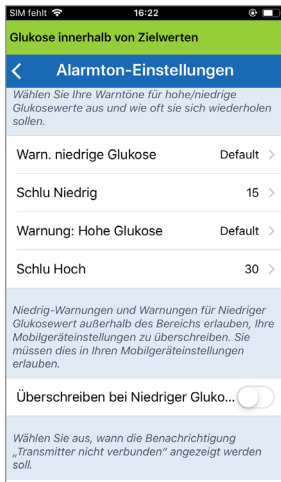 SIM fehlt 16:22
Glukose innerhalb von Zielwerten
Alarmton-Einstellungen
Wählen Sie Ihre Warntöne für hohe/niedrige
Glukosewerte aus und wie oft sie sich wiederholen
sollen.
Warn. niedrige Glukose Default
Schlu Niedrig 15
Warnung: Hohe Glukose Default
Schlu Hoch 30
Niedrig-Warnungen und Warnungen für Niedriger
Glukosewert außerhalb des Bereichs erlauben, Ihre
Mobilgeräteinstellungen zu überschreiben. Sie
müssen dies in Ihren Mobilgeräteinstellungen
erlauben.
Überschreiben bei Niedriger Gluko...
Wählen Sie aus, wann die Benachrichtigung
„Transmitter nicht verbunden" angezeigt werden
soll.